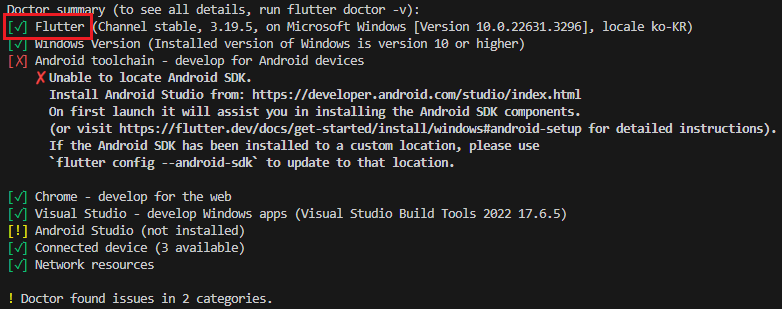 Doctor summary (to see all details, run flutter doctor -v):
[√] Flutter (Channel stable, 3.19.5, on Microsoft Windows [Version 10.0.22631.3296], locale ko-KR)
[√] Windows Version (Installed version of Windows is version 10 or higher)
[✗] Android toolchain - develop for Android devices
✗ Unable to locate Android SDK.
Install Android Studio from: https://developer.android.com/studio/index.html
On first launch it will assist you in installing the Android SDK components.
(or visit https://flutter.dev/docs/get-started/install/windows#android-setup for detailed instructions).
If the Android SDK has been installed to a custom location, please use
`flutter config --android-sdk` to update to that location.
[√] Chrome - develop for the web
[√] Visual Studio - develop Windows apps (Visual Studio Build Tools 2022 17.6.5)
[!] Android Studio (not installed)
[√] Connected device (3 available)
[√] Network resources
! Doctor found issues in 2 categories.